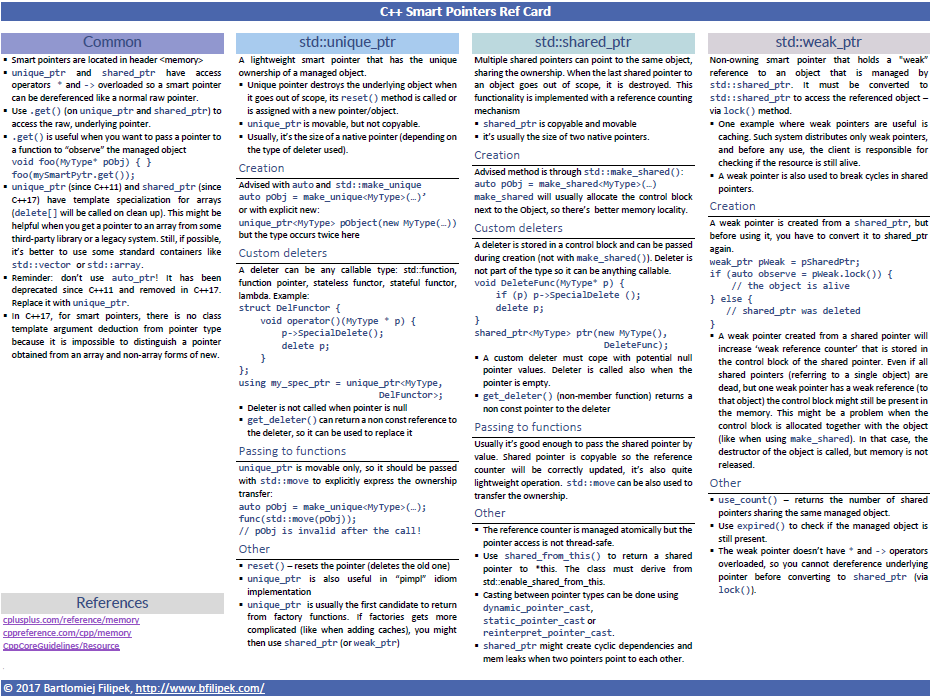 C++ Smart Pointers Ref Card
Common
▪ Smart pointers are located in header <memory>
▪ unique_ptr and shared_ptr have access
operators * and -> overloaded so a smart pointer
can be dereferenced like a normal raw pointer.
▪ Use .get() (on unique_ptr and shared_ptr) to
access the raw, underlying pointer.
▪ .get() is useful when you want to pass a pointer to
a function to “observe” the managed object
void foo(MyType* pObj) { }
foo(mySmartPytr.get());
▪ unique_ptr (since C++11) and shared_ptr (since
C++17) have template specialization for arrays
(delete[] will be called on clean up). This might be
helpful when you get a pointer to an array from some
third-party library or a legacy system. Still, if possible,
it’s better to use some standard containers like
std::vector or std::array.
▪ Reminder: don’t use auto_ptr! It has been
deprecated since C++11 and removed in C++17.
Replace it with unique_ptr.
▪ In C++17, for smart pointers, there is no class
template argument deduction from pointer type
because it is impossible to distinguish a pointer
obtained from an array and non-array forms of new.
References
cplusplus.com/reference/memory
cppreference.com/cpp/memory
CppCoreGuidelines/Resource
std::unique_ptr
A lightweight smart pointer that has the unique
ownership of a managed object.
▪ Unique pointer destroys the underlying object when
it goes out of scope, its reset() method is called or
is assigned with a new pointer/object.
▪ unique_ptr is movable, but not copyable.
▪ Usually, it’s the size of a native pointer (depending on
the type of deleter used).
Creation
Advised with auto and std::make_unique
auto pObj = make_unique<MyType>(…)’
or with explicit new:
unique_ptr<MyType> pObject(new MyType(…))
but the type occurs twice here
Custom deleters
A deleter can be any callable type: std::function,
function pointer, stateless functor, stateful functor,
lambda. Example:
struct DelFunctor {
void operator()(MyType * p) {
p->SpecialDelete();
delete p;
}
};
using my_spec_ptr = unique_ptr<MyType,
DelFunctor>;
▪ Deleter is not called when pointer is null
▪ get_deleter() can return a non const reference to
the deleter, so it can be used to replace it
Passing to functions
unique_ptr is movable only, so it should be passed
with std::move to explicitly express the ownership
transfer:
auto pObj = make_unique<MyType>(…);
func(std::move(pObj));
// pObj is invalid after the call!
Other
▪ reset() – resets the pointer (deletes the old one)
▪ unique_ptr is also useful in “pimpl” idiom
implementation
▪ unique_ptr is usually the first candidate to return
from factory functions. If factories gets more
complicated (like when adding caches), you might
then use shared_ptr (or weak_ptr)
std::shared_ptr
Multiple shared pointers can point to the same object,
sharing the ownership. When the last shared pointer to
an object goes out of scope, it is destroyed. This
functionality is implemented with a reference counting
mechanism
▪ shared_ptr is copyable and movable
▪ it’s usually the size of two native pointers.
Creation
Advised method is through std::make_shared():
auto pObj = make_shared<MyType>(…)
make_shared will usually allocate the control block
next to the Object, so there’s better memory locality.
Custom deleters
A deleter is stored in a control block and can be passed
during creation (not with make_shared()). Deleter is
not part of the type so it can be anything callable.
void DeleteFunc(MyType* p) {
if (p) p->SpecialDelete ();
delete p;
}
shared_ptr<MyType> ptr(new MyType(),
DeleteFunc);
▪ A custom deleter must cope with potential null
pointer values. Deleter is called also when the
pointer is empty.
▪ get_deleter() (non-member function) returns a
non const pointer to the deleter
Passing to functions
Usually it’s good enough to pass the shared pointer by
value. Shared pointer is copyable so the reference
counter will be correctly updated, it’s also quite
lightweight operation. std::move can be also used to
transfer the ownership.
Other
▪ The reference counter is managed atomically but the
pointer access is not thread-safe.
▪ Use shared_from_this() to return a shared
pointer to *this. The class must derive from
std::enable_shared_from_this.
▪ Casting between pointer types can be done using
dynamic_pointer_cast,
static_pointer_cast or
reinterpret_pointer_cast.
▪ shared_ptr might create cyclic dependencies and
mem leaks when two pointers point to each other.
std::weak_ptr
Non-owning smart pointer that holds a "weak"
reference to an object that is managed by
std::shared_ptr. It must be converted to
std::shared_ptr to access the referenced object –
via lock() method.
▪ One example where weak pointers are useful is
caching. Such system distributes only weak pointers,
and before any use, the client is responsible for
checking if the resource is still alive.
▪ A weak pointer is also used to break cycles in shared
pointers.
Creation
A weak pointer is created from a shared_ptr, but
before using it, you have to convert it to shared_ptr
again.
weak_ptr pWeak = pSharedPtr;
if (auto observe = pWeak.lock()) {
// the object is alive
} else {
// shared_ptr was deleted
}
▪ A weak pointer created from a shared pointer will
increase ‘weak reference counter’ that is stored in
the control block of the shared pointer. Even if all
shared pointers (referring to a single object) are
dead, but one weak pointer has a weak reference (to
that object) the control block might still be present in
the memory. This might be a problem when the
control block is allocated together with the object
(like when using make_shared). In that case, the
destructor of the object is called, but memory is not
released.
Other
▪ use_count() – returns the number of shared
pointers sharing the same managed object.
▪ Use expired() to check if the managed object is
still present.
▪ The weak pointer doesn’t have * and -> operators
overloaded, so you cannot dereference underlying
pointer before converting to shared_ptr (via
lock()).
© 2017 Bartlomiej Filipek, http://www.bfilipek.com/